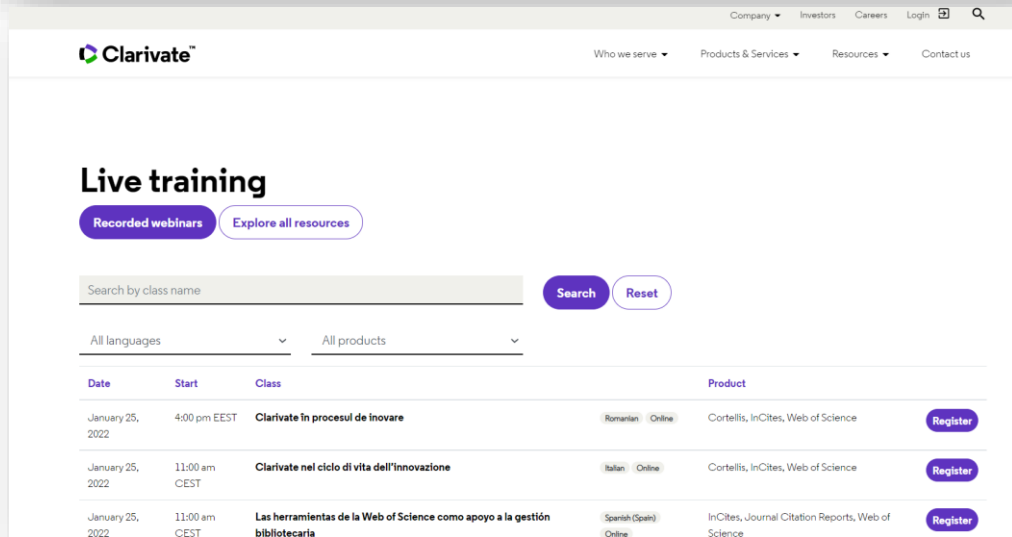 Company Investors Careers Login
Clarivate™
Who we serve Products & Services Resources Contact us
Live training
Recorded webinars Explore all resources
Search by class name Search Reset
All languages All products
Date Start Class Product
January 25, 2022 4:00 pm EEST Clarivate în procesul de inovare Romanian Online Cortellis, InCites, Web of Science Register
January 25, 2022 11:00 am CEST Clarivate nel ciclo di vita dell'innovazione Italian Online Cortellis, InCites, Web of Science Register
January 25, 2022 11:00 am CEST Las herramientas de la Web of Science como apoyo a la gestión bibliotecaria Spanish (Spain) Online InCites, Journal Citation Reports, Web of Science Register